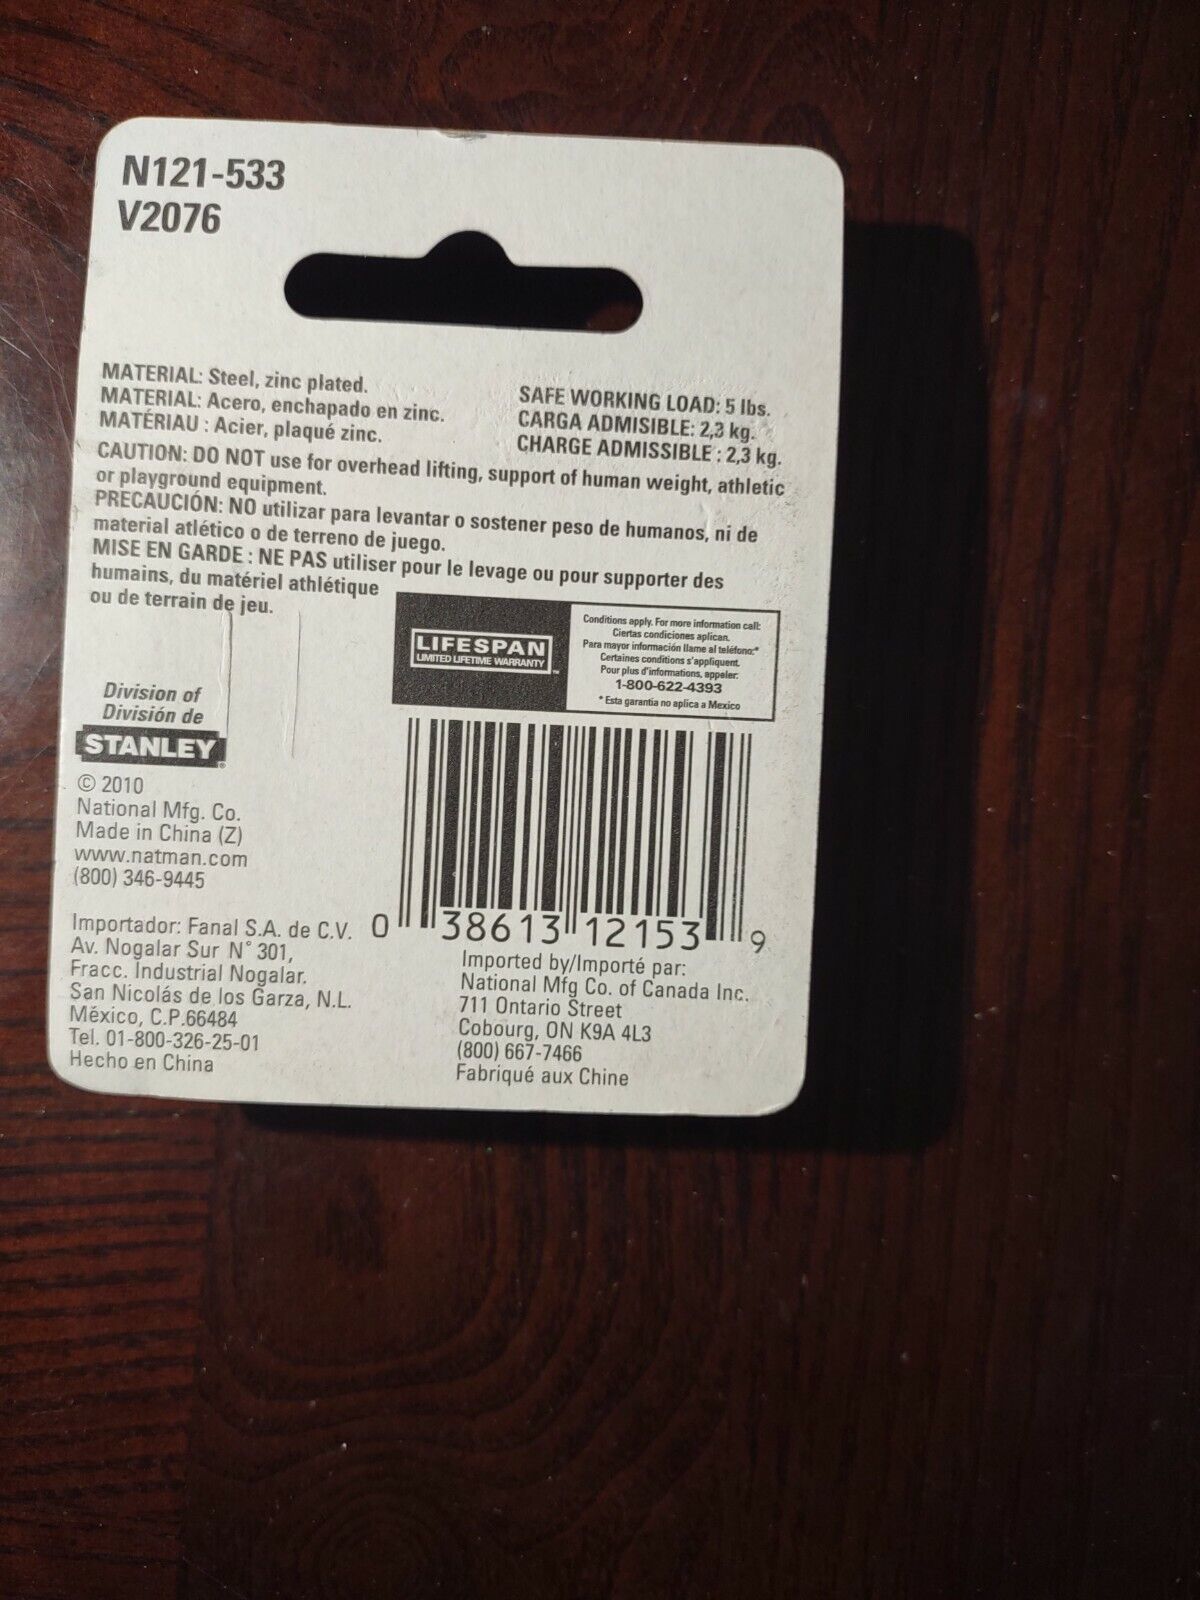 N121-533
V2076
MATERIAL: Steel, zinc plated.
MATERIAL: Acero, enchapado en zinc.
MATÉRIAU : Acier, plaqué zinc.
SAFE WORKING LOAD: 5 lbs.
CARGA ADMISIBLE: 2,3 kg.
CHARGE ADMISSIBLE : 2,3 kg.
CAUTION: DO NOT use for overhead lifting, support of human weight, athletic
or playground equipment.
PRECAUCIÓN: NO utilizar para levantar o sostener peso de humanos, ni de
material atlético o de terreno de juego.
MISE EN GARDE : NE PAS utiliser pour le levage ou pour supporter des
humains, du matériel athlétique
ou de terrain de jeu.
LIFESPAN
LIMITED LIFETIME WARRANTY
™
Conditions apply. For more information call:
Ciertas condiciones aplican.
Para mayor información llame al teléfono:*
Certaines conditions s'appliquent.
Pour plus d'informations, appeler:
1-800-622-4393
* Esta garantia no aplica a Mexico
Division of
División de
STANLEY®
© 2010
National Mfg. Co.
Made in China (Z)
www.natman.com
(800) 346-9445
0 38613 12153 9
Importador: Fanal S.A. de C.V.
Av. Nogalar Sur N° 301,
Fracc. Industrial Nogalar.
San Nicolás de los Garza, N.L.
México, C.P.66484
Tel. 01-800-326-25-01
Hecho en China
Imported by/Importé par:
National Mfg Co. of Canada Inc.
711 Ontario Street
Cobourg, ON K9A 4L3
(800) 667-7466
Fabriqué aux Chine